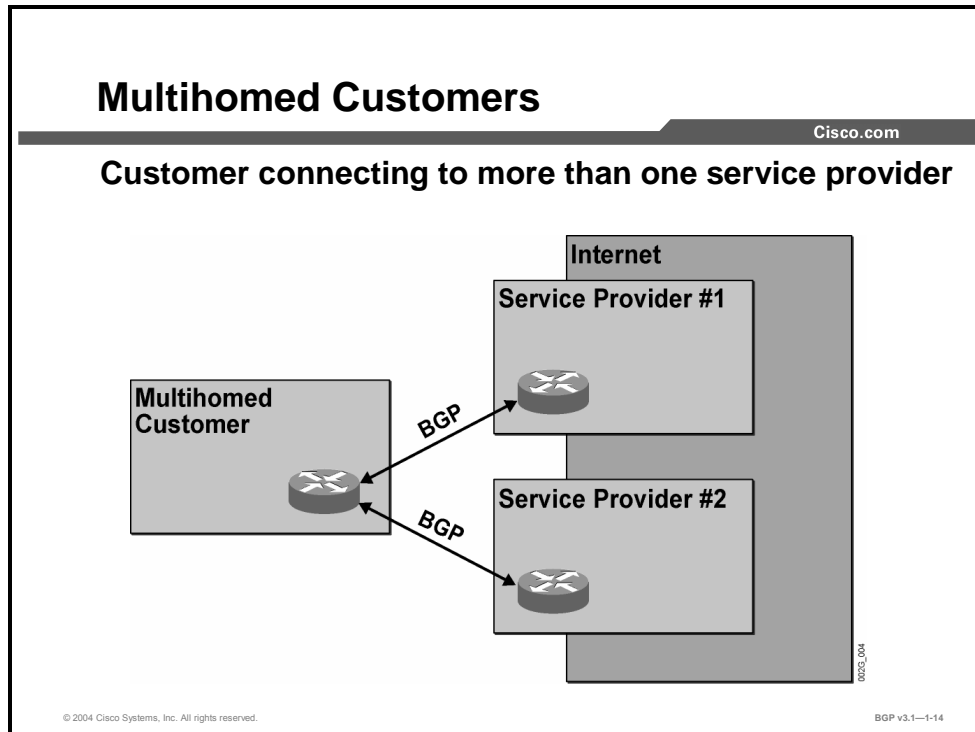 Multihomed Customers
Cisco.com
Customer connecting to more than one service provider
Internet
Service Provider #1
Multihomed
Customer
BGP
BGP
Service Provider #2
002G_004
© 2004 Cisco Systems, Inc. All rights reserved.
BGP v3.1—1-14